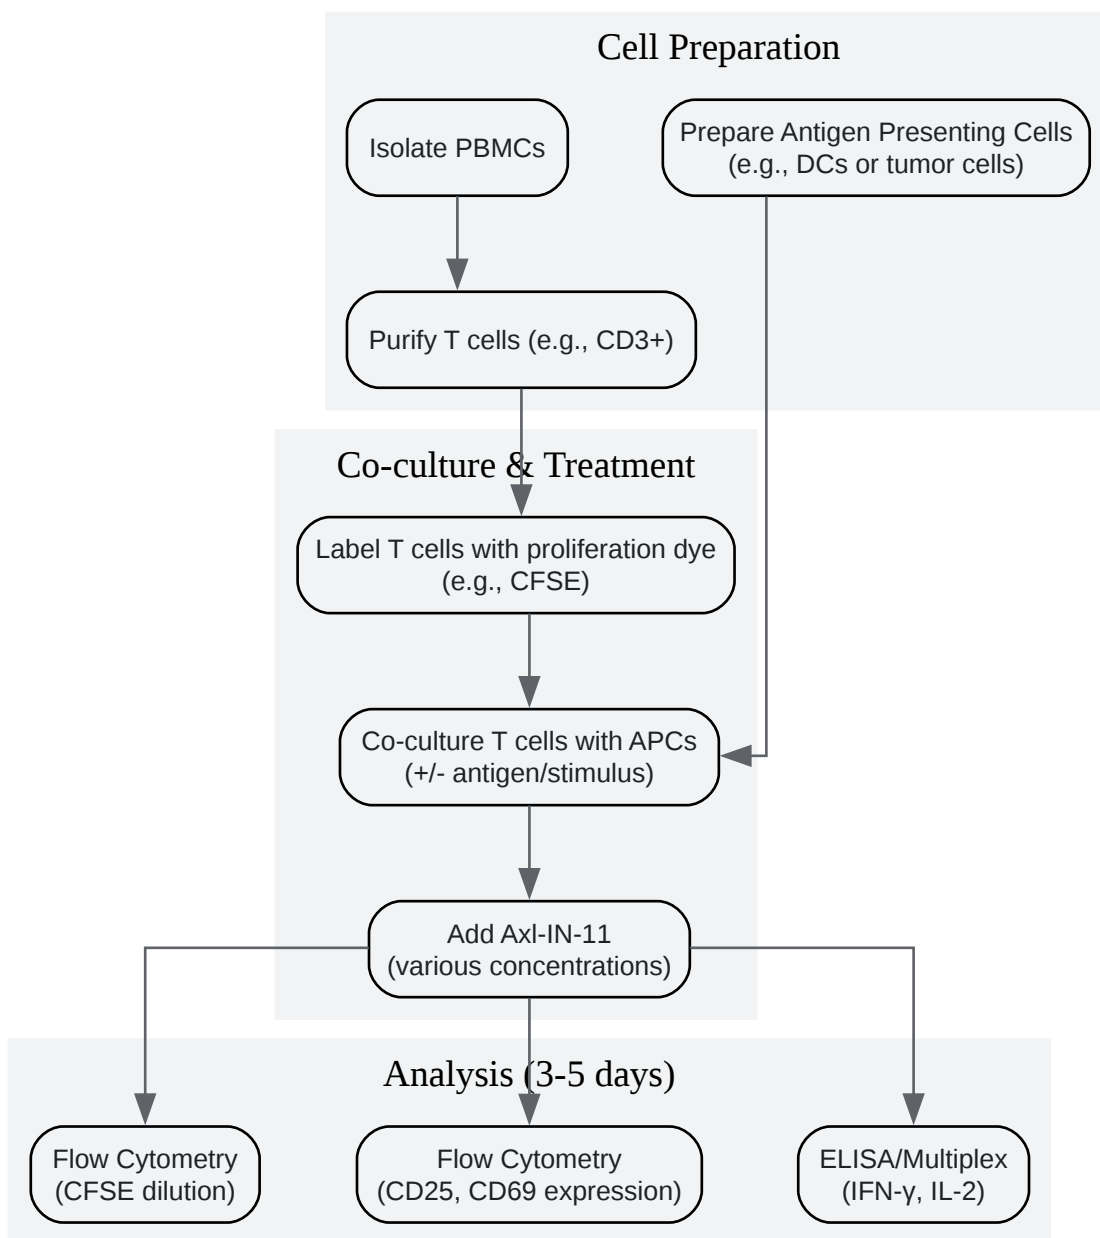 Cell Preparation
Isolate PBMCs
Prepare Antigen Presenting Cells
(e.g., DCs or tumor cells)
Purify T cells (e.g., CD3+)
Co-culture & Treatment
Label T cells with proliferation dye
(e.g., CFSE)
Co-culture T cells with APCs
(+/- antigen/stimulus)
Add Axl-IN-11
(various concentrations)
Analysis (3-5 days)
Flow Cytometry
(CFSE dilution)
Flow Cytometry
(CD25, CD69 expression)
ELISA/Multiplex
(IFN-γ, IL-2)